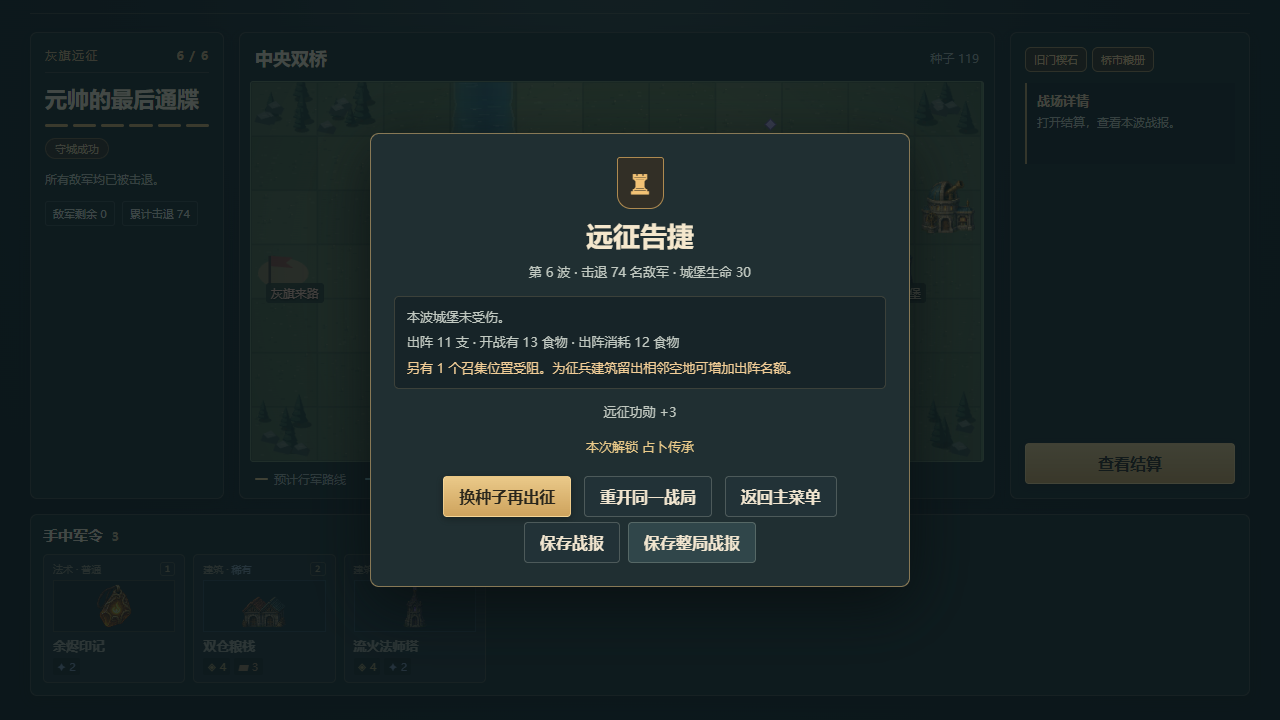 灰旗远征
6 / 6
元帅的最后通牒
守城成功
所有敌军均已被击退。
敌军剩余 0
累计击退 74
中央双桥
种子 119
灰旗来路
堡
预计行军路线
旧门楔石
桥市粮册
战场详情
打开结算，查看本波战报。
查看结算
远征告捷
第 6 波 · 击退 74 名敌军 · 城堡生命 30
本波城堡未受伤。
出阵 11 支 · 开战有 13 食物 · 出阵消耗 12 食物
另有 1 个召集位置受阻。为征兵建筑留出相邻空地可增加出阵名额。
远征功勋 +3
本次解锁 占卜传承
换种子再出征
重开同一战局
返回主菜单
保存战报
保存整局战报
手中军令 3
法术 · 普通
1
余烬印记
2
建筑 · 稀有
2
双仓粮栈
4
3
流火法师塔
4
2